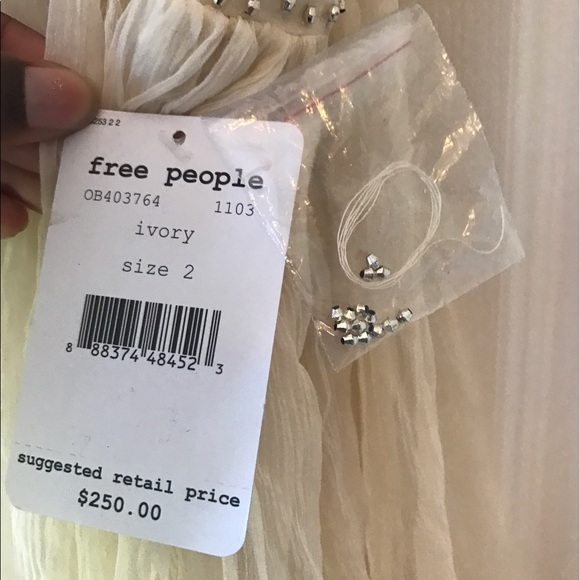 free people
OB403764 1103
ivory
size 2
8 88374 48452 3
suggested retail price
$250.00